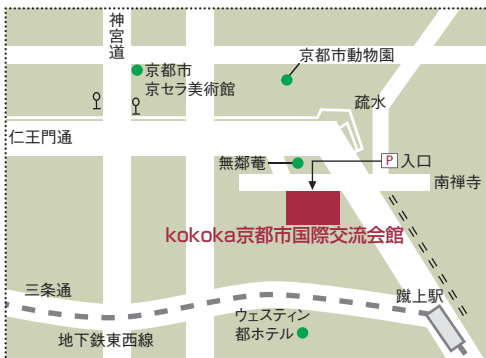 神宮道
京都市動物園
京都市
京セラ美術館
疏水
仁王門通
無鄰菴
P 入口
南禅寺
kokoka京都市国際交流会館
三条通
蹴上駅
ウェスティン
都ホテル
地下鉄東西線